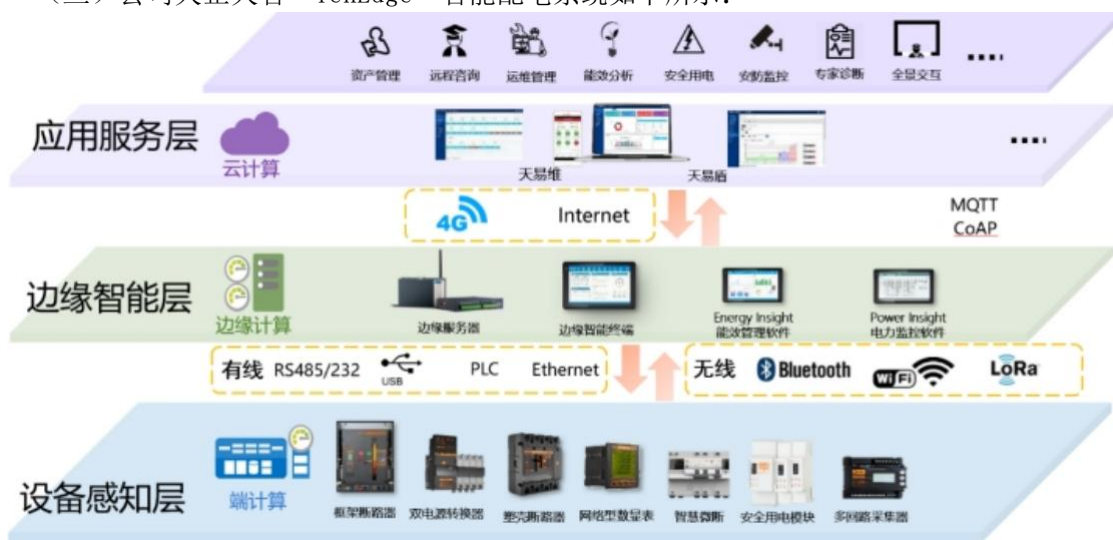 资产管理 远程咨询 运维管理 能效分析 安全用电 安防监控 专家诊断 全景交互
应用服务层
云计算
天易维 天易盾
4G Internet
MQTT
CoAP
边缘智能层
边缘计算
边缘服务器 边缘智能终端
Energy Insight
能效管理软件
Power Insight
电力监控软件
有线 RS485/232 USB PLC Ethernet
无线 Bluetooth WiFi LoRa
设备感知层
端计算
框架断路器 双电源转换器 塑壳断路器 网络型数显表 智慧微断 安全用电模块 多回路采集器